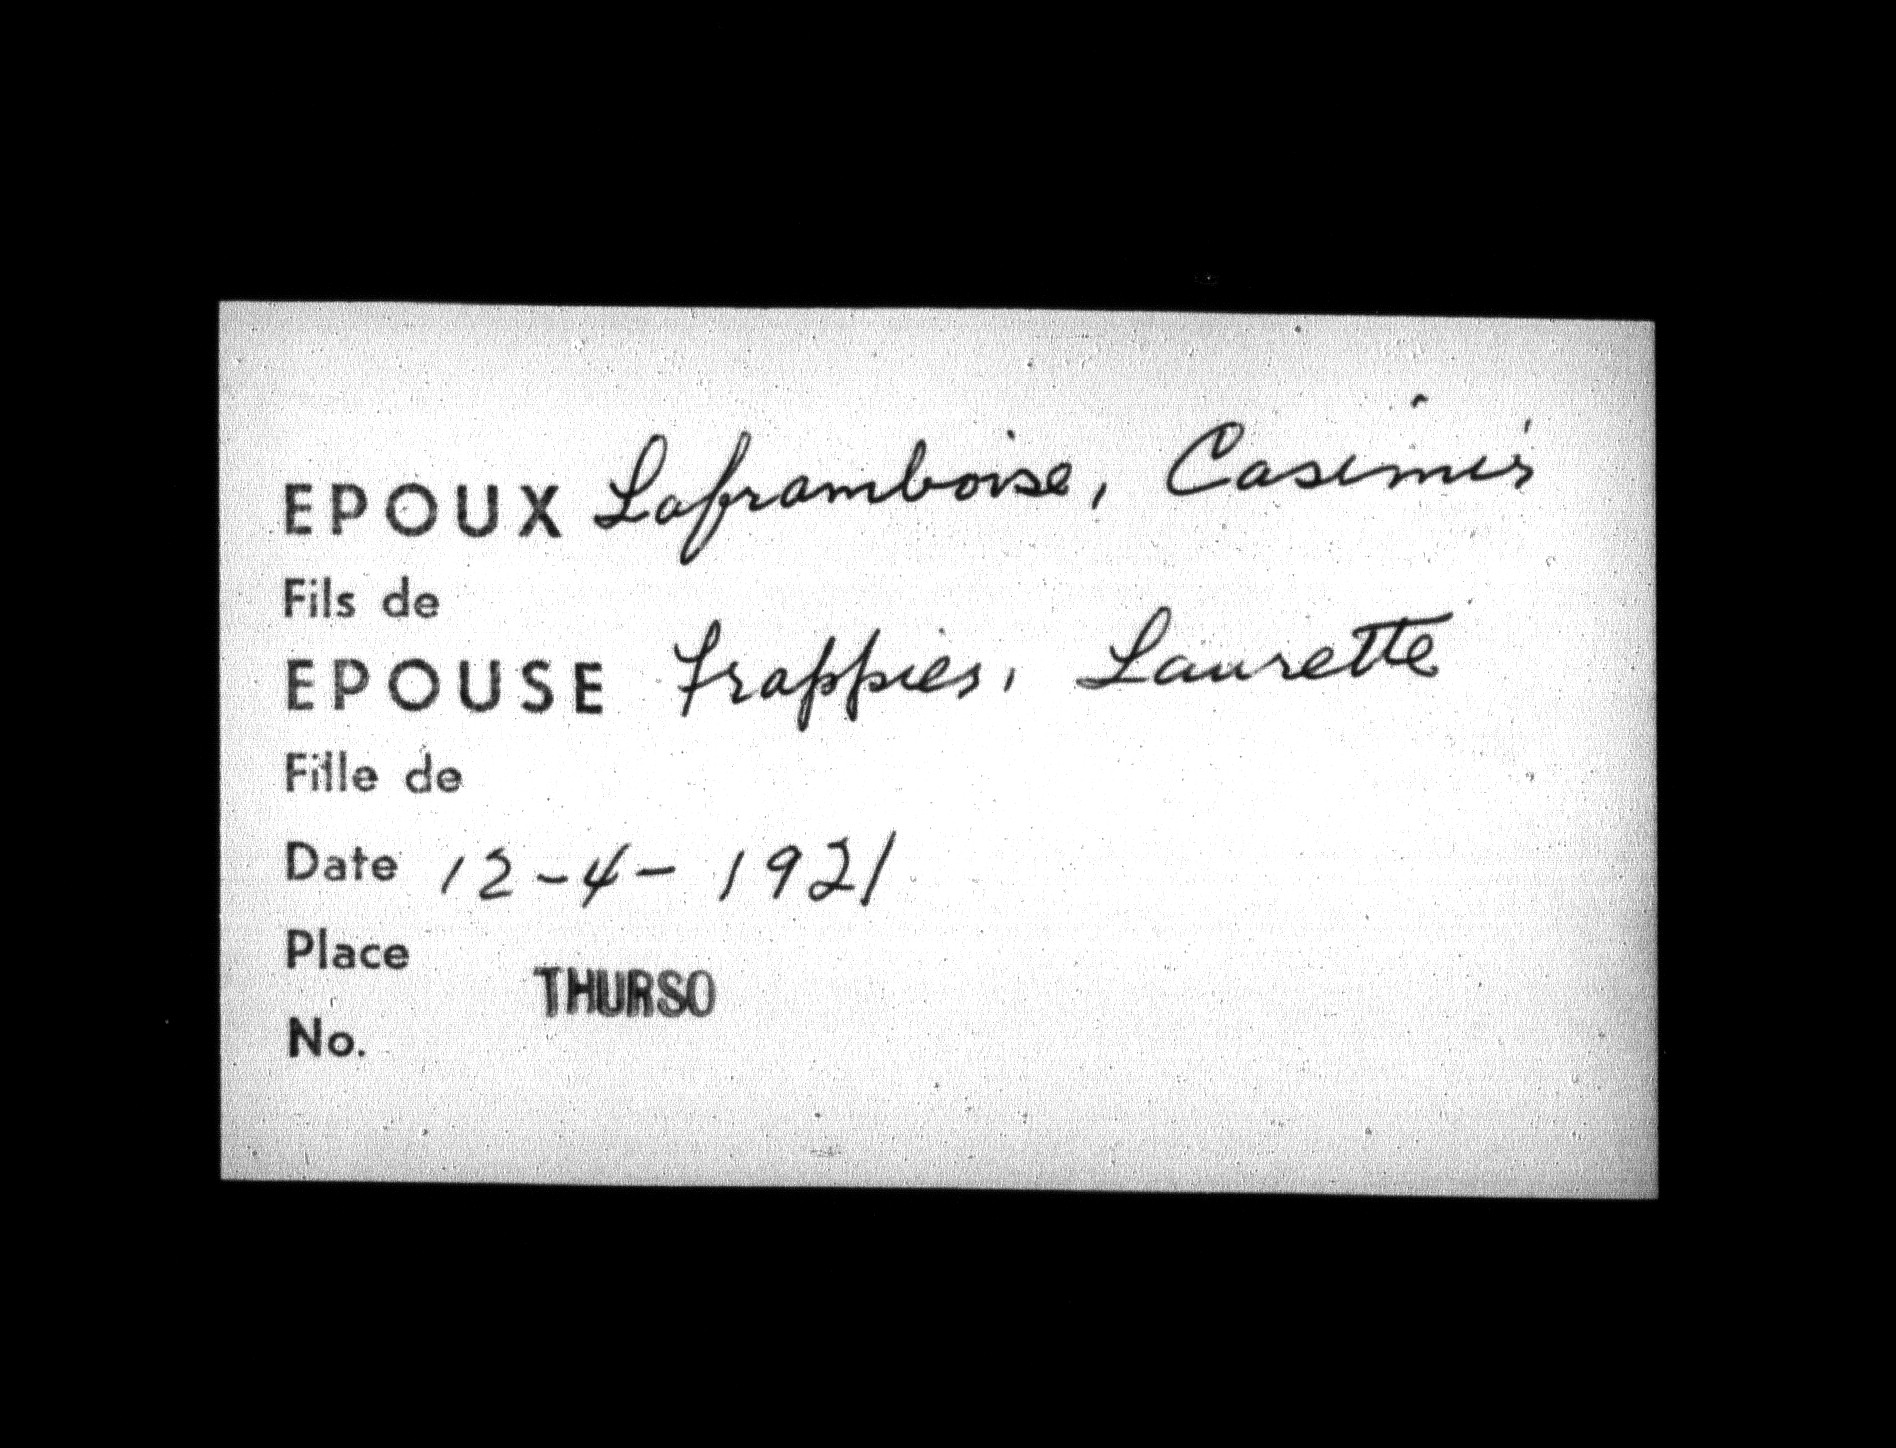 EPOUX Laframboise, Casimir
Fils de
EPOUSE Frappier, Laurette
Fille de
Date 12-4-1921
Place
THURSO
No.